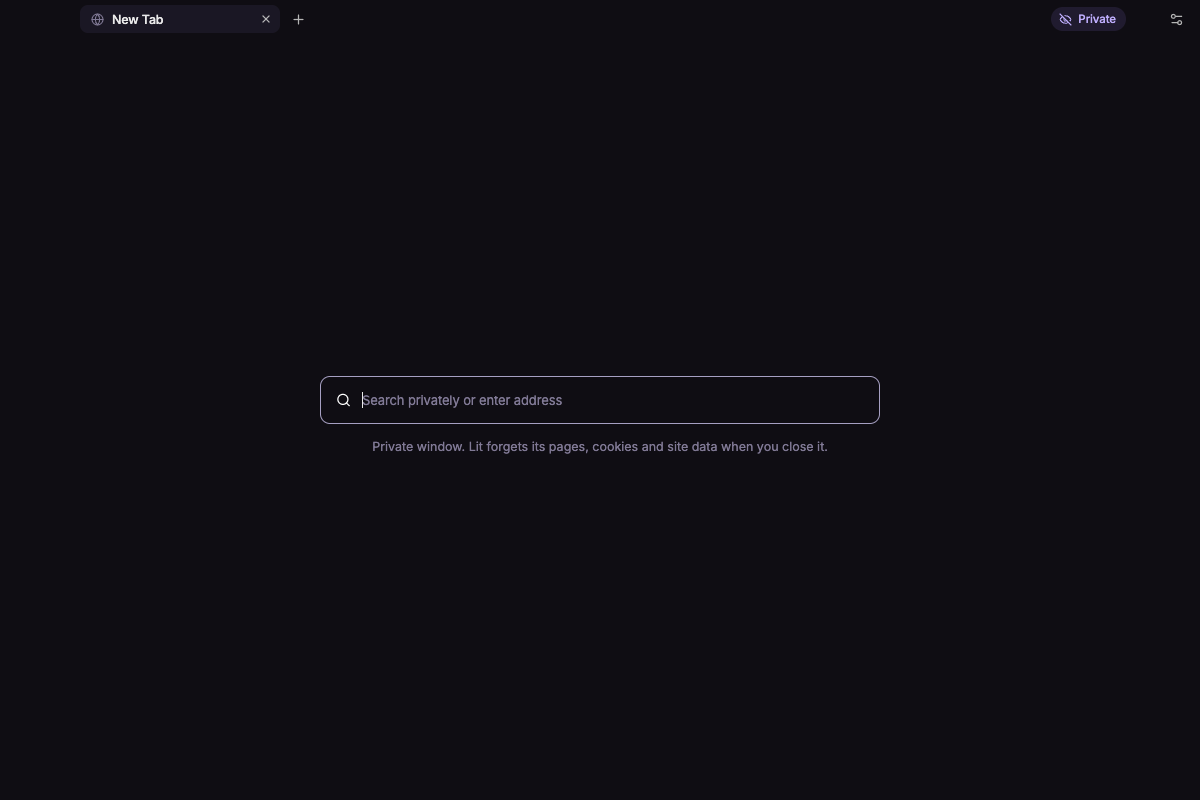 New Tab
Private
Search privately or enter address
Private window. Lit forgets its pages, cookies and site data when you close it.